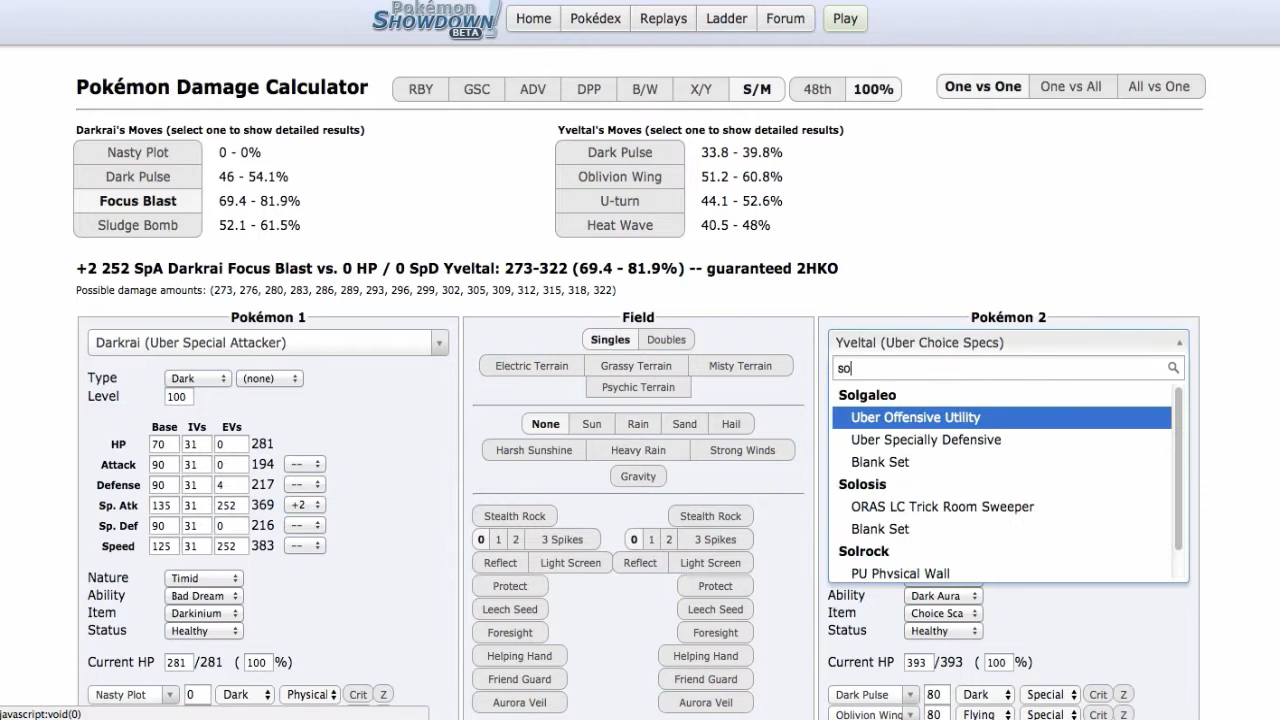 Pokémon SHOWDOWN! BETA Home Pokédex Replays Ladder Forum Play
Pokémon Damage Calculator RBY GSC ADV DPP B/W X/Y S/M 48th 100% One vs One One vs All All vs One
Darkrai's Moves (select one to show detailed results) Yveltal's Moves (select one to show detailed results)
Nasty Plot 0 - 0% Dark Pulse 33.8 - 39.8%
Dark Pulse 46 - 54.1% Oblivion Wing 51.2 - 60.8%
Focus Blast 69.4 - 81.9% U-turn 44.1 - 52.6%
Sludge Bomb 52.1 - 61.5% Heat Wave 40.5 - 48%
+2 252 SpA Darkrai Focus Blast vs. 0 HP / 0 SpD Yveltal: 273-322 (69.4 - 81.9%) -- guaranteed 2HKO
Possible damage amounts: (273, 276, 280, 283, 286, 289, 293, 296, 299, 302, 305, 309, 312, 315, 318, 322)
Pokémon 1
Darkrai (Uber Special Attacker)
Type Dark (none)
Level 100
Base IVs EVs
HP 70 31 0 281
Attack 90 31 0 194 --
Defense 90 31 4 217 --
Sp. Atk 135 31 252 369 +2
Sp. Def 90 31 0 216 --
Speed 125 31 252 383 --
Nature Timid
Ability Bad Dream
Item Darkinium
Status Healthy
Current HP 281 /281 ( 100 %)
Nasty Plot 0 Dark Physical Crit Z
javascript:void(0)
Field
Singles Doubles
Electric Terrain Grassy Terrain Misty Terrain
Psychic Terrain
None Sun Rain Sand Hail
Harsh Sunshine Heavy Rain Strong Winds
Gravity
Stealth Rock Stealth Rock
0 1 2 3 Spikes 0 1 2 3 Spikes
Reflect Light Screen Reflect Light Screen
Protect Protect
Leech Seed Leech Seed
Foresight Foresight
Helping Hand Helping Hand
Friend Guard Friend Guard
Aurora Veil Aurora Veil
Pokémon 2
Yveltal (Uber Choice Specs)
so
Solgaleo
Uber Offensive Utility
Uber Specially Defensive
Blank Set
Solosis
ORAS LC Trick Room Sweeper
Blank Set
Solrock
PU Physical Wall
Ability Dark Aura
Item Choice Sca
Status Healthy
Current HP 393 /393 ( 100 %)
Dark Pulse 80 Dark Special Crit Z
Oblivion Wing 80 Flying Special Crit Z